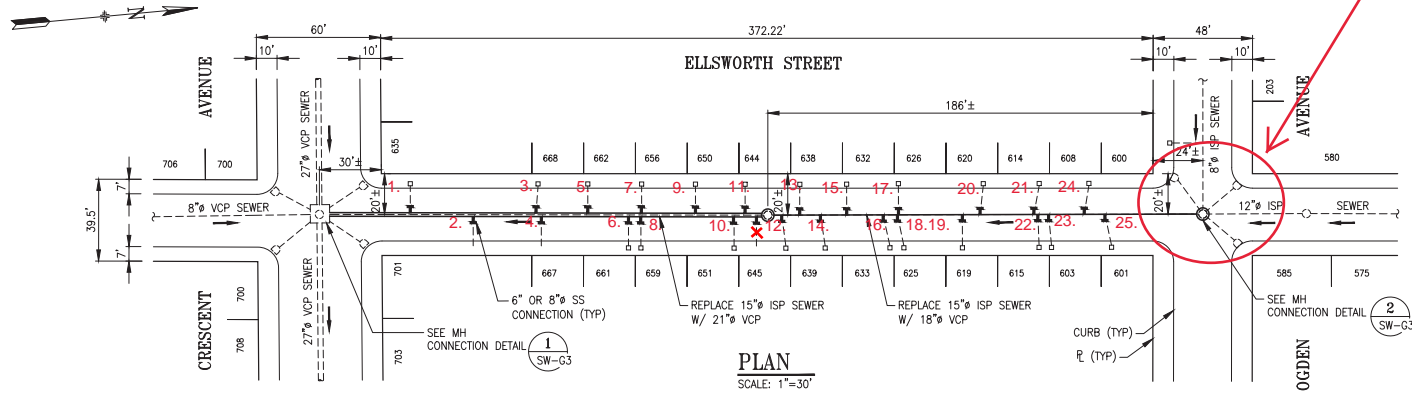 N
60'
372.22'
48'
10'
10'
10'
10'
ELLSWORTH STREET
AVENUE
27"ø VCP SEWER
186'±
8"ø ISP SEWER
203
AVENUE
635
30'±
24'±
706
700
668
662
656
650
644
638
632
626
620
614
608
600
580
7'
39.5'
7'
20'±
20'±
20'±
1.
3.
5.
7.
9.
11.
13.
15.
17.
20.
21.
24.
8"ø VCP SEWER
12"ø ISP
SEWER
2.
4.
6.
8.
10.
12.
14.
16.
18.
19.
22.
23.
25.
701
667
661
659
651
645
639
633
625
619
615
603
601
585
575
CRESCENT
700
708
27"ø VCP SEWER
703
6" OR 8"ø SS
CONNECTION (TYP)
REPLACE 15"ø ISP SEWER
W/ 21"ø VCP
REPLACE 15"ø ISP SEWER
W/ 18"ø VCP
SEE MH
CONNECTION DETAIL
1
SW-G3
SEE MH
CONNECTION DETAIL
2
SW-G3
CURB (TYP)
℄ (TYP)
OGDEN
PLAN
SCALE: 1"=30'